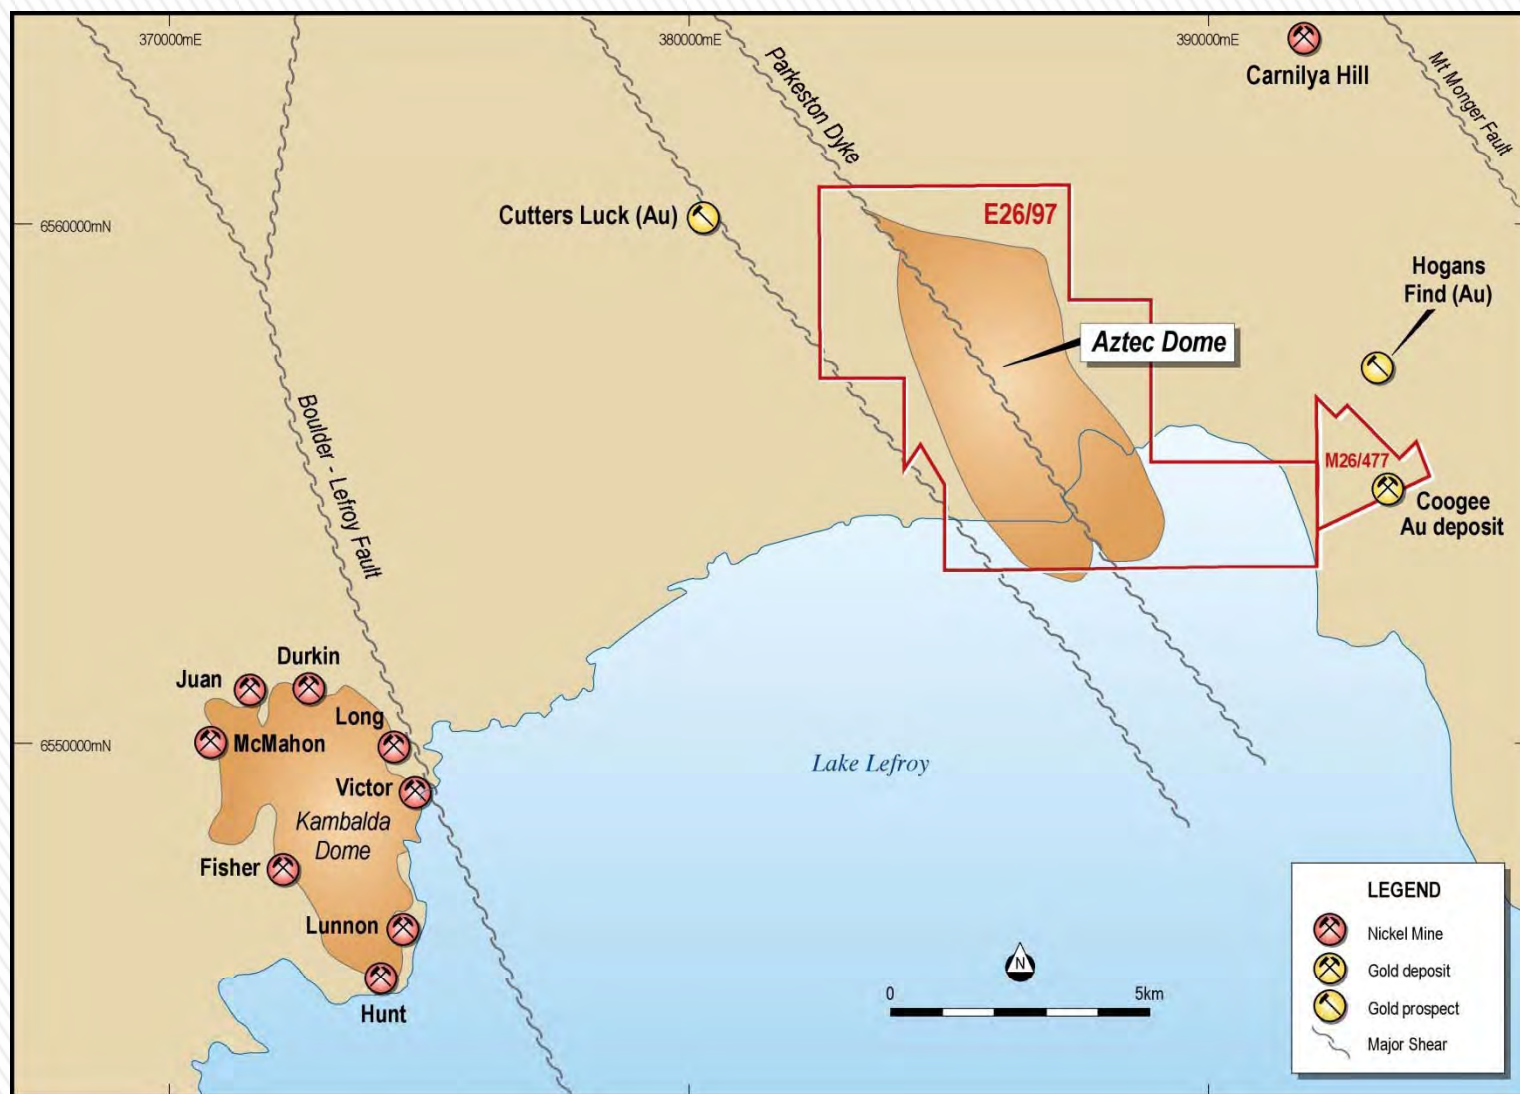 370000mE
380000mE
390000mE
Carnilya Hill
Mt Monger Fault
Parkeston Dyke
Cutters Luck (Au)
E26/97
6560000mN
Hogans
Find (Au)
Aztec Dome
Boulder - Lefroy Fault
M26/477
Coogee
Au deposit
Durkin
Juan
Long
McMahon
6550000mN
Lake Lefroy
Victor
Kambalda
Dome
Fisher
Lunnon
Hunt
N
0
5km
LEGEND
Nickel Mine
Gold deposit
Gold prospect
Major Shear